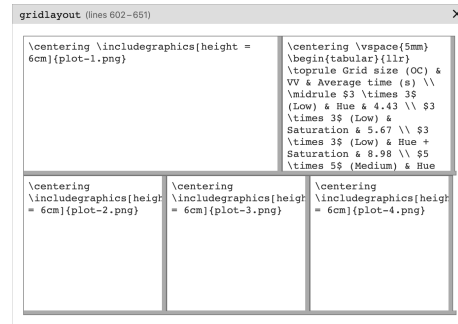 gridlayout (lines 602–651)
\centering \includegraphics[height =
6cm]{plot-1.png}
\centering \vspace{5mm}
\begin{tabular}{llr}
\toprule Grid size (OC) &
VV & Average time (s) \\
\midrule $3 \times 3$
(Low) & Hue & 4.43 \\ $3
\times 3$ (Low) &
Saturation & 5.67 \\ $3
\times 3$ (Low) & Hue +
Saturation & 8.98 \\ $5
\times 5$ (Medium) & Hue
\centering
\includegraphics[heigh
= 6cm]{plot-2.png}
\centering
\includegraphics[heigh
= 6cm]{plot-3.png}
\centering
\includegraphics[heigh
= 6cm]{plot-4.png}